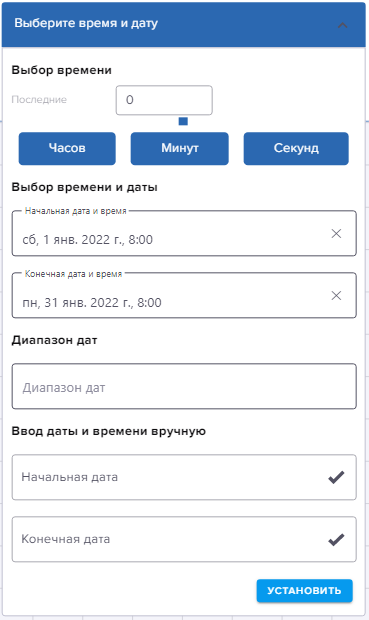 Выберите время и дату
Выбор времени
Последние
0
Часов
Минут
Секунд
Выбор времени и даты
Начальная дата и время
сб, 1 янв. 2022 г., 8:00
Конечная дата и время
пн, 31 янв. 2022 г., 8:00
Диапазон дат
Диапазон дат
Ввод даты и времени вручную
Начальная дата
Конечная дата
УСТАНОВИТЬ